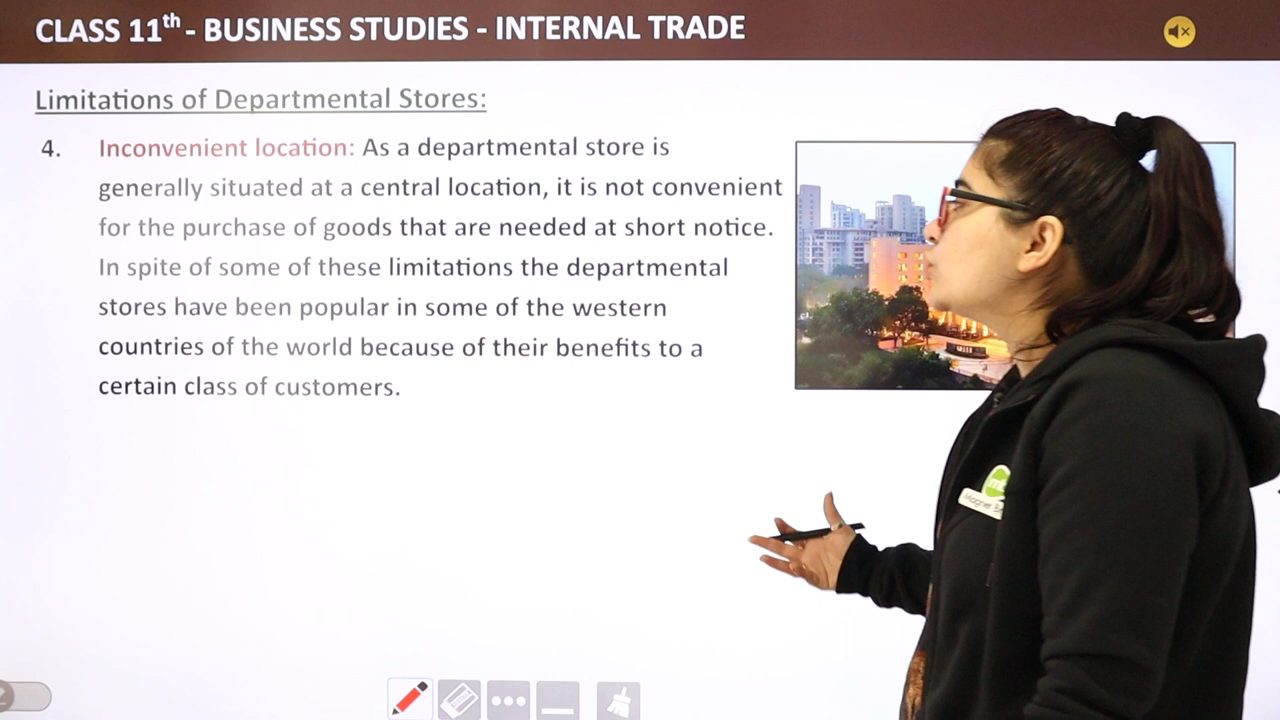 CLASS 11th - BUSINESS STUDIES - INTERNAL TRADE
Limitations of Departmental Stores:
4. Inconvenient location: As a departmental store is
generally situated at a central location, it is not convenient
for the purchase of goods that are needed at short notice.
In spite of some of these limitations the departmental
stores have been popular in some of the western
countries of the world because of their benefits to a
certain class of customers.
Magnet